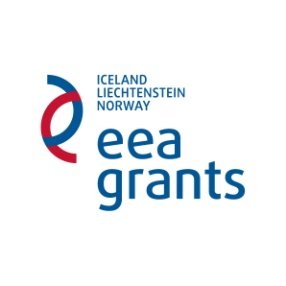 ICELAND
LIECHTENSTEIN
NORWAY
eea
grants